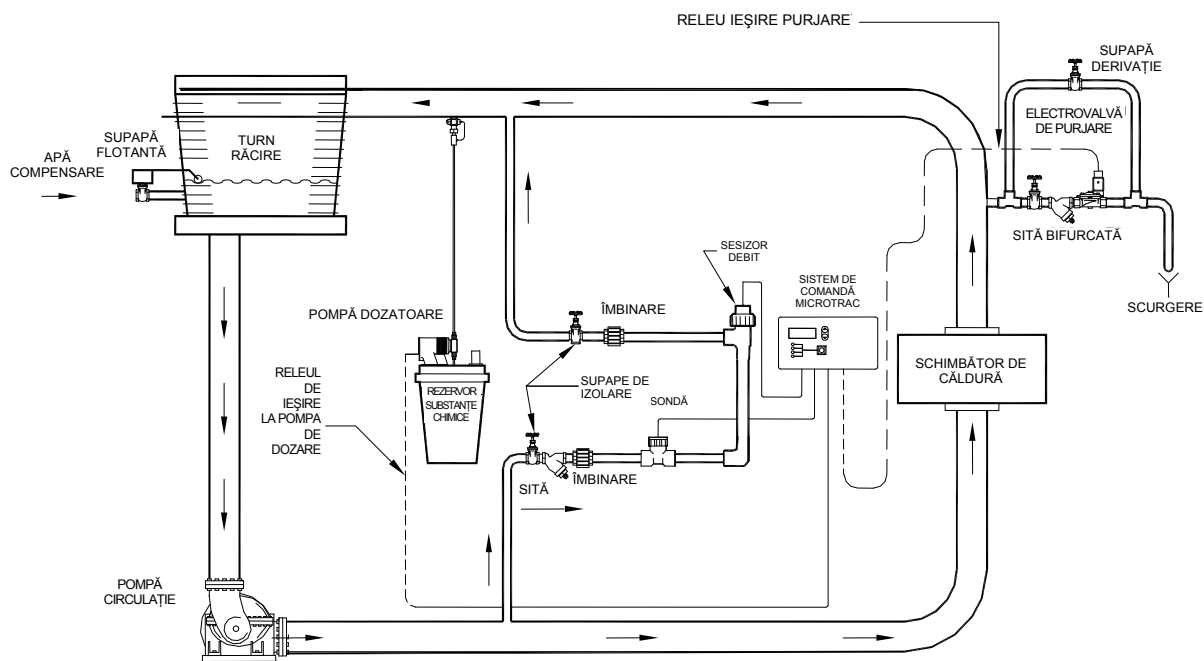 RELEU IEŞIRE PURJARE
SUPAPĂ
DERIVAŢIE
ELECTROVALVĂ
DE PURJARE
SITĂ BIFURCATĂ
SCURGERE
APĂ
COMPENSARE
SUPAPĂ
FLOTANTĂ
TURN
RĂCIRE
SESIZOR
DEBIT
SISTEM DE
COMANDĂ
MICROTRAC
POMPĂ DOZATOARE
ÎMBINARE
SCHIMBĂTOR DE
CĂLDURĂ
RELEUL
DE
IEŞIRE
LA POMPA
DE
DOZARE
REZERVOR
SUBSTANŢE
CHIMICE
SUPAPE DE
IZOLARE
SONDĂ
SITĂ
ÎMBINARE
POMPĂ
CIRCULAŢIE